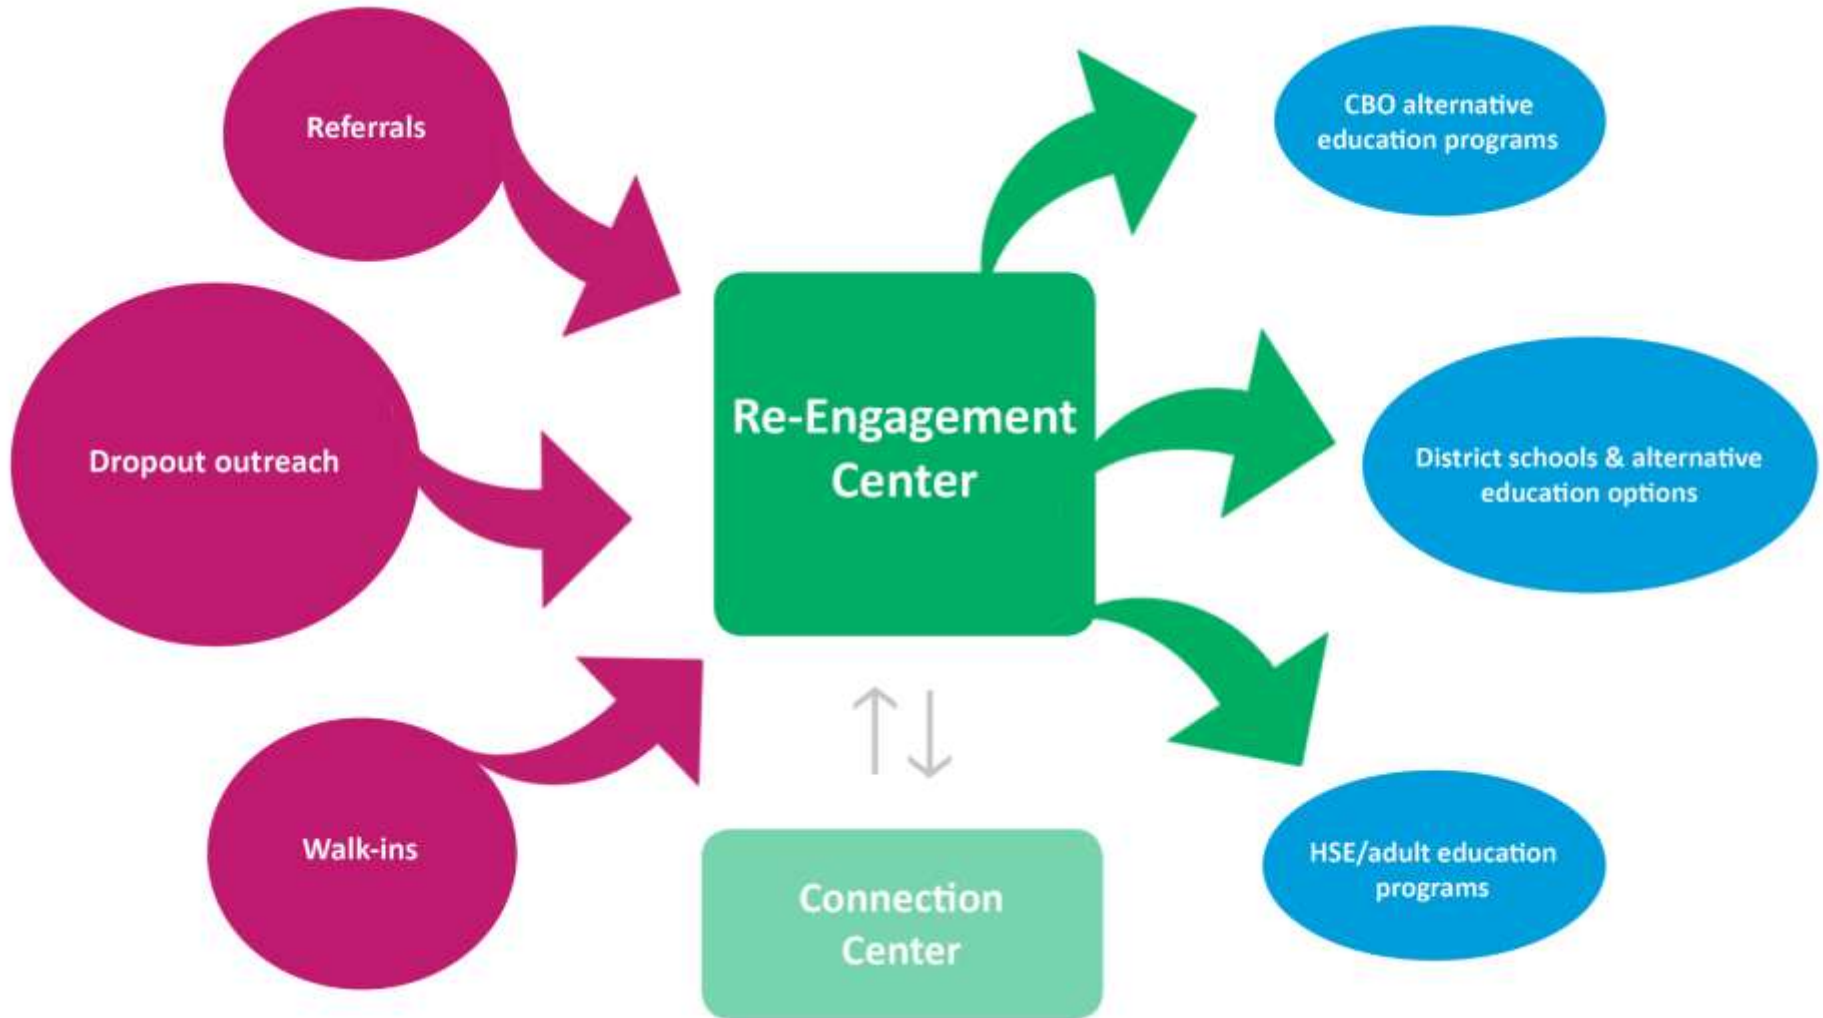 Referrals
Dropout outreach
Walk-ins
Re-Engagement
Center
Connection
Center
CBO alternative
education programs
District schools & alternative
education options
HSE/adult education
programs